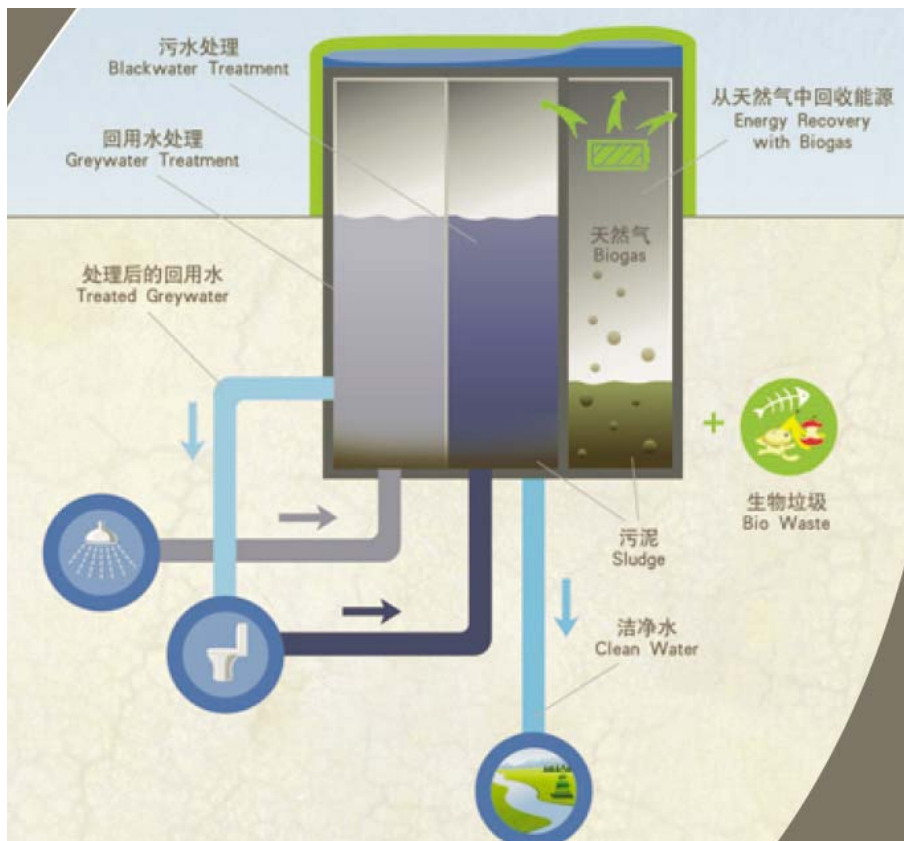 污水处理
Blackwater Treatment
回用水处理
Greywater Treatment
从天然气中回收能源
Energy Recovery
with Biogas
天然气
Biogas
处理后的回用水
Treated Greywater
生物垃圾
Bio Waste
污泥
Sludge
洁净水
Clean Water